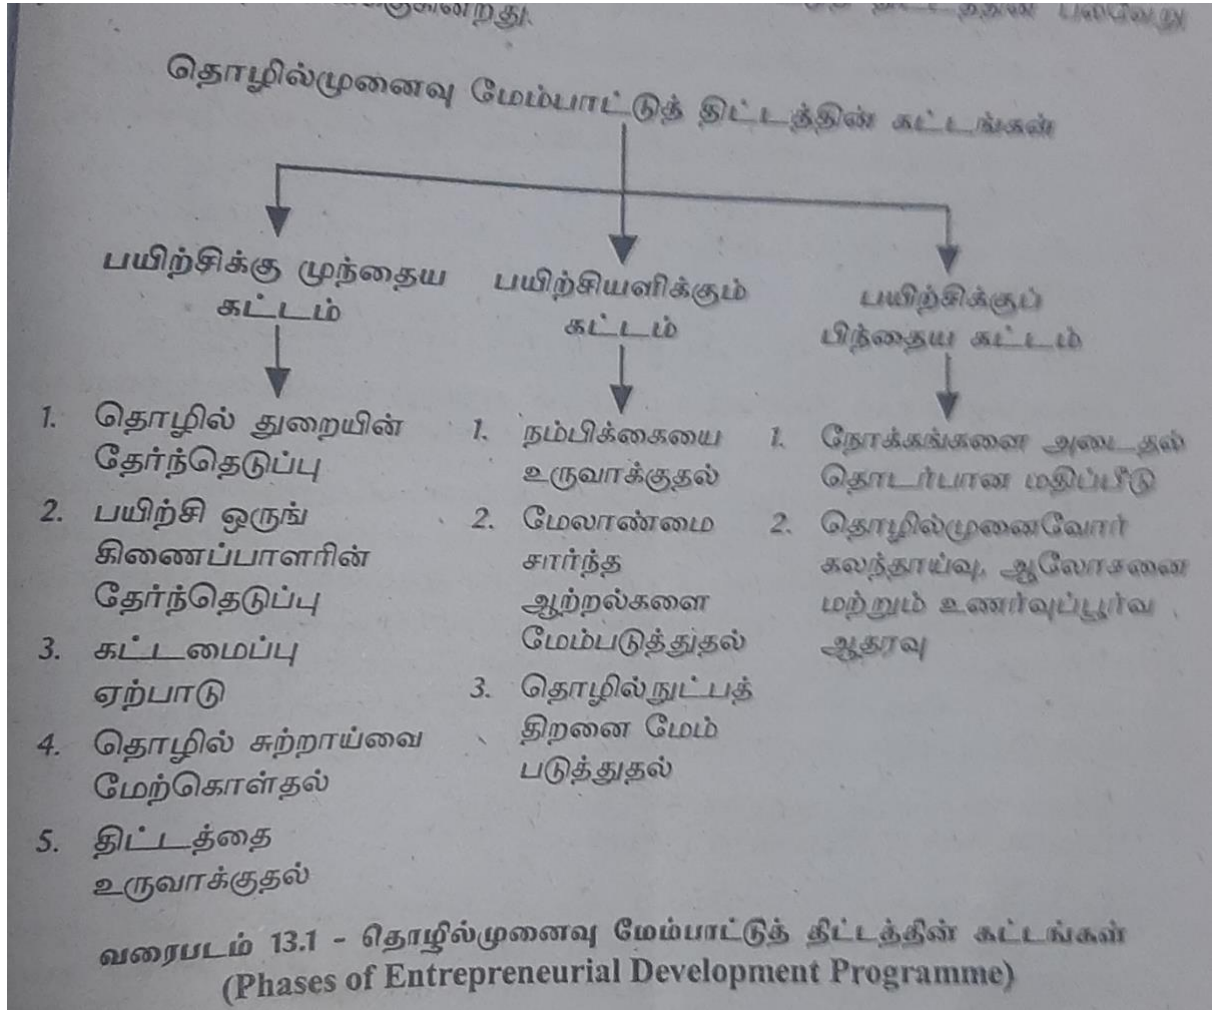 தொழில்முனைவு மேம்பாட்டுத் திட்டத்தின் கட்டங்கள்
பயிற்சிக்கு முந்தைய
கட்டம்
பயிற்சியளிக்கும்
கட்டம்
பயிற்சிக்குப்
பிந்தைய கட்டம்
1. தொழில் துறையின்
தேர்ந்தெடுப்பு
2. பயிற்சி ஒருங்
கிணைப்பாளரின்
தேர்ந்தெடுப்பு
3. கட்டமைப்பு
ஏற்பாடு
4. தொழில் சுற்றாய்வை
மேற்கொள்தல்
5. திட்டத்தை
உருவாக்குதல்
1. நம்பிக்கையை
உருவாக்குதல்
2. மேலாண்மை
சார்ந்த
ஆற்றல்களை
மேம்படுத்துதல்
3. தொழில்நுட்பத்
திறனை மேம்
படுத்துதல்
1. நோக்கங்களை அடைதல்
தொடர்பான மதிப்பீடு
2. தொழில்முனைவோர்
கலந்தாய்வு, ஆலோசனை
மற்றும் உணர்வுப்பூர்வ
ஆதரவு
வரைபடம் 13.1 - தொழில்முனைவு மேம்பாட்டுத் திட்டத்தின் கட்டங்கள்
(Phases of Entrepreneurial Development Programme)